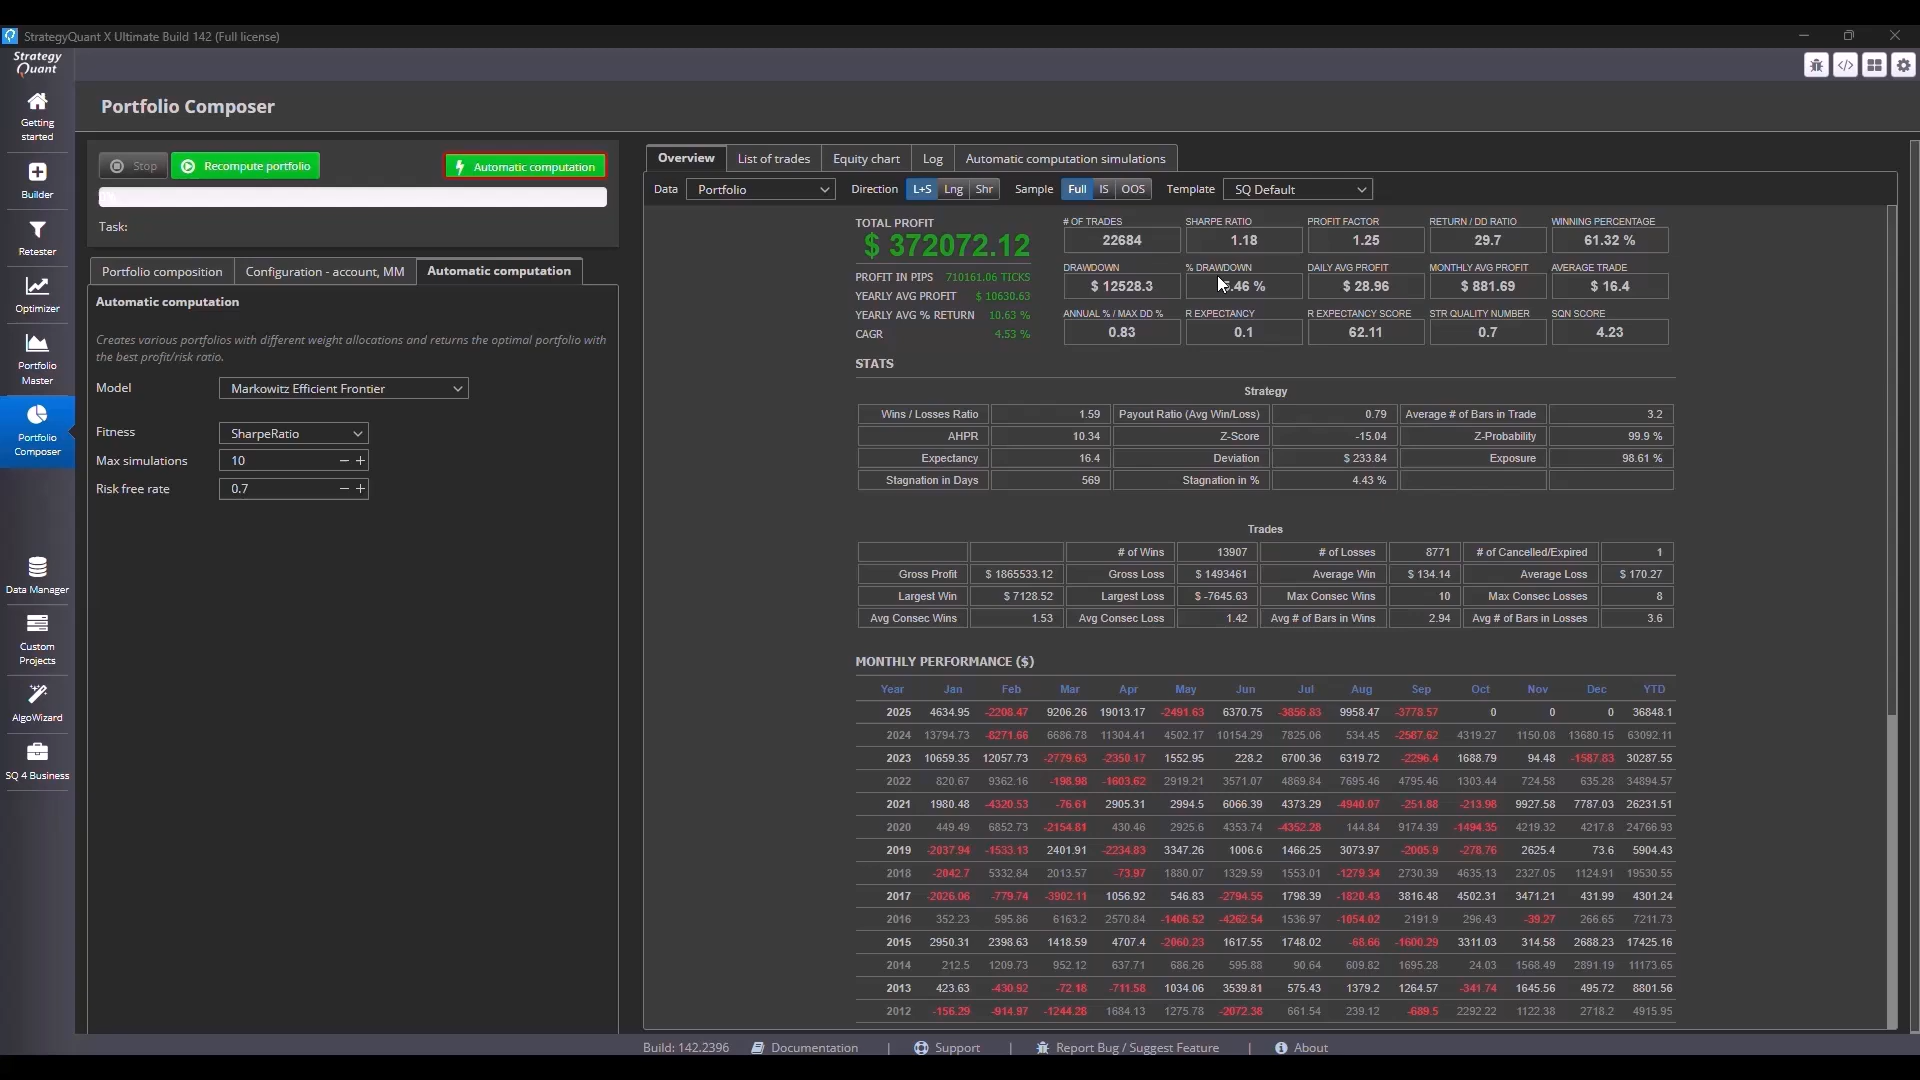 StrategyQuant X Ultimate Build 142 (Full license)
Strategy
Quant
Getting
started
Builder
Retester
Optimizer
Portfolio
Master
Portfolio
Composer
Data Manager
Custom
Projects
AlgoWizard
SQ 4 Business
Portfolio Composer
Stop
Recompute portfolio
Automatic computation
Task:
Portfolio composition
Configuration - account, MM
Automatic computation
Automatic computation
Creates various portfolios with different weight allocations and returns the optimal portfolio with
the best profit/risk ratio.
Model Markowitz Efficient Frontier
Fitness SharpeRatio
Max simulations 10
Risk free rate 0.7
Overview List of trades Equity chart Log Automatic computation simulations
Data Portfolio Direction L+S Lng Shr Sample Full IS OOS Template SQ Default
TOTAL PROFIT
$ 372072.12
PROFIT IN PIPS 710161.06 TICKS
YEARLY AVG PROFIT $ 10630.63
YEARLY AVG % RETURN 10.63 %
CAGR 4.53 %
# OF TRADES SHARPE RATIO PROFIT FACTOR RETURN / DD RATIO WINNING PERCENTAGE
22684 1.18 1.25 29.7 61.32 %
DRAWDOWN % DRAWDOWN DAILY AVG PROFIT MONTHLY AVG PROFIT AVERAGE TRADE
$ 12528.3 .46 % $ 28.96 $ 881.69 $ 16.4
ANNUAL % / MAX DD % R EXPECTANCY R EXPECTANCY SCORE STR QUALITY NUMBER SQN SCORE
0.83 0.1 62.11 0.7 4.23
STATS
Strategy
Wins / Losses Ratio 1.59 Payout Ratio (Avg Win/Loss) 0.79 Average # of Bars in Trade 3.2
AHPR 10.34 Z-Score -15.04 Z-Probability 99.9 %
Expectancy 16.4 Deviation $ 233.84 Exposure 98.61 %
Stagnation in Days 569 Stagnation in % 4.43 %
Trades
# of Wins 13907 # of Losses 8771 # of Cancelled/Expired 1
Gross Profit $ 1865533.12 Gross Loss $ 1493461 Average Win $ 134.14 Average Loss $ 170.27
Largest Win $ 7128.52 Largest Loss $ -7645.63 Max Consec Wins 10 Max Consec Losses 8
Avg Consec Wins 1.53 Avg Consec Loss 1.42 Avg # of Bars in Wins 2.94 Avg # of Bars in Losses 3.6
MONTHLY PERFORMANCE ($)
Year Jan Feb Mar Apr May Jun Jul Aug Sep Oct Nov Dec YTD
2025 4634.95 -2208.47 9206.26 19013.17 -2491.63 6370.75 -3856.83 9958.47 -3778.57 0 0 0 36848.1
2024 13794.73 -8271.66 6686.78 11304.41 4502.17 10154.29 7825.06 534.45 -2587.62 4319.27 1150.08 13680.15 63092.11
2023 10659.35 12057.73 -2779.63 -2350.17 1552.95 228.2 6700.36 6319.72 -2296.4 1688.79 94.48 -1587.83 30287.55
2022 820.67 9362.16 -198.98 -1603.62 2919.21 3571.07 4869.84 7695.46 4795.46 1303.44 724.58 635.28 34894.57
2021 1980.48 -4320.53 -76.61 2905.31 2994.5 6066.39 4373.29 -4940.07 -251.88 -213.98 9927.58 7787.03 26231.51
2020 449.49 6852.73 -2154.81 430.46 2925.6 4353.74 -4352.28 144.84 9174.39 -1494.35 4219.32 4217.8 24766.93
2019 -2037.94 -1533.13 2401.91 -2234.83 3347.26 1006.6 1466.25 3073.97 -2005.9 -278.76 2625.4 73.6 5904.43
2018 -2042.7 5332.84 2013.57 -73.97 1880.07 1329.59 1553.01 -1279.34 2730.39 4635.13 2327.05 1124.91 19530.55
2017 -2026.06 -779.74 -3902.11 1056.92 546.83 -2794.55 1798.39 -1820.43 3816.48 4502.31 3471.21 431.99 4301.24
2016 352.23 595.86 6163.2 2570.84 -1406.52 -4262.54 1536.97 -1054.02 2191.9 296.43 -39.27 266.65 7211.73
2015 2950.31 2398.63 1418.59 4707.4 -2060.23 1617.55 1748.02 -68.66 -1600.29 3311.03 314.58 2688.23 17425.16
2014 212.5 1209.73 952.12 637.71 686.26 595.88 90.64 609.82 1695.28 24.03 1568.49 2891.19 11173.65
2013 423.63 -430.92 -72.18 -711.58 1034.06 3539.81 575.43 1379.2 1264.57 -341.74 1645.56 495.72 8801.56
2012 -156.29 -914.97 -1244.28 1684.13 1275.78 -2072.38 661.54 239.12 -689.5 2292.22 1122.38 2718.2 4915.95
Build: 142.2396 Documentation | Support | Report Bug / Suggest Feature | About